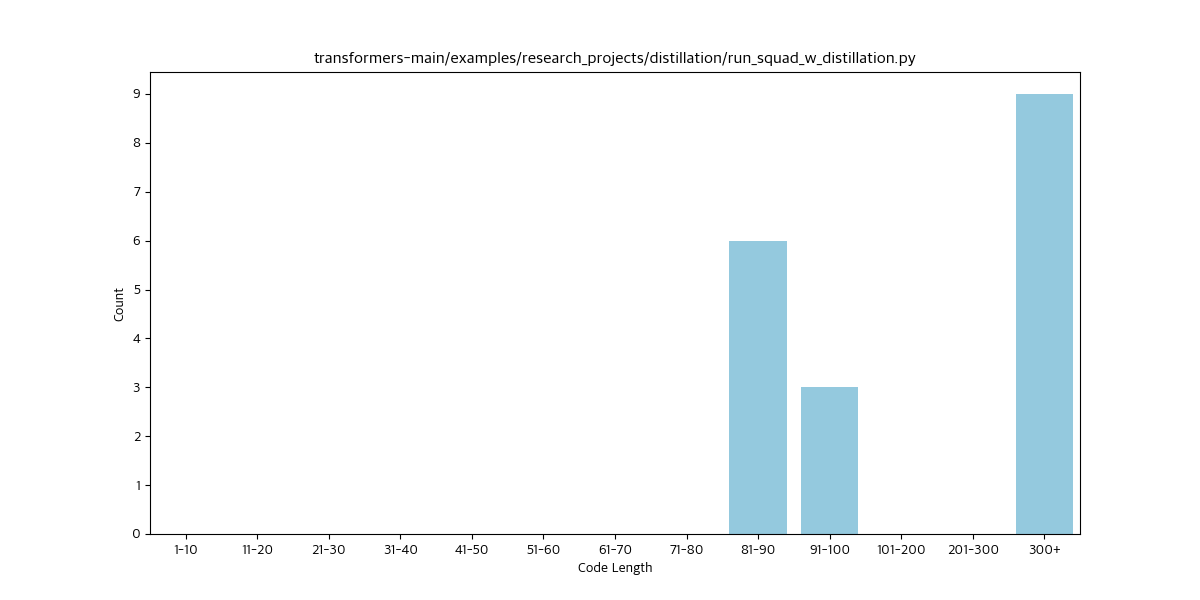 transformers-main/examples/research_projects/distillation/run_squad_w_distillation.py
9
8
7
6
5
4
3
2
1
0
Count
1-10 11-20 21-30 31-40 41-50 51-60 61-70 71-80 81-90 91-100 101-200 201-300 300+
Code Length